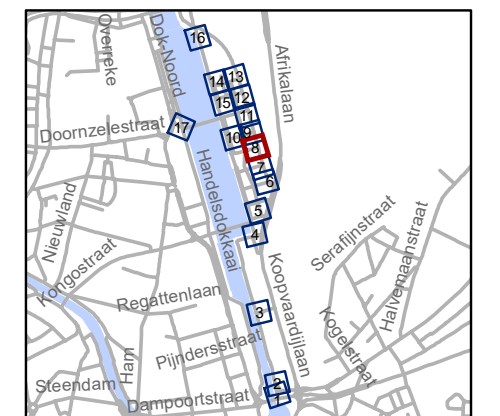 Overreke
Dok-Noord
16
Afrikalaan
14
13
15
12
11
Doornzelestraat
17
10
9
8
7
6
Handelsdokkaai
Nieuwland
5
4
Serafijnstraat
Halvemaanstraat
Kongostraat
Koopvaardijlaan
Regattenlaan
3
Kogelstraat
Pijndersstraat
Ham
Steendam
2
1
Dampoortstraat